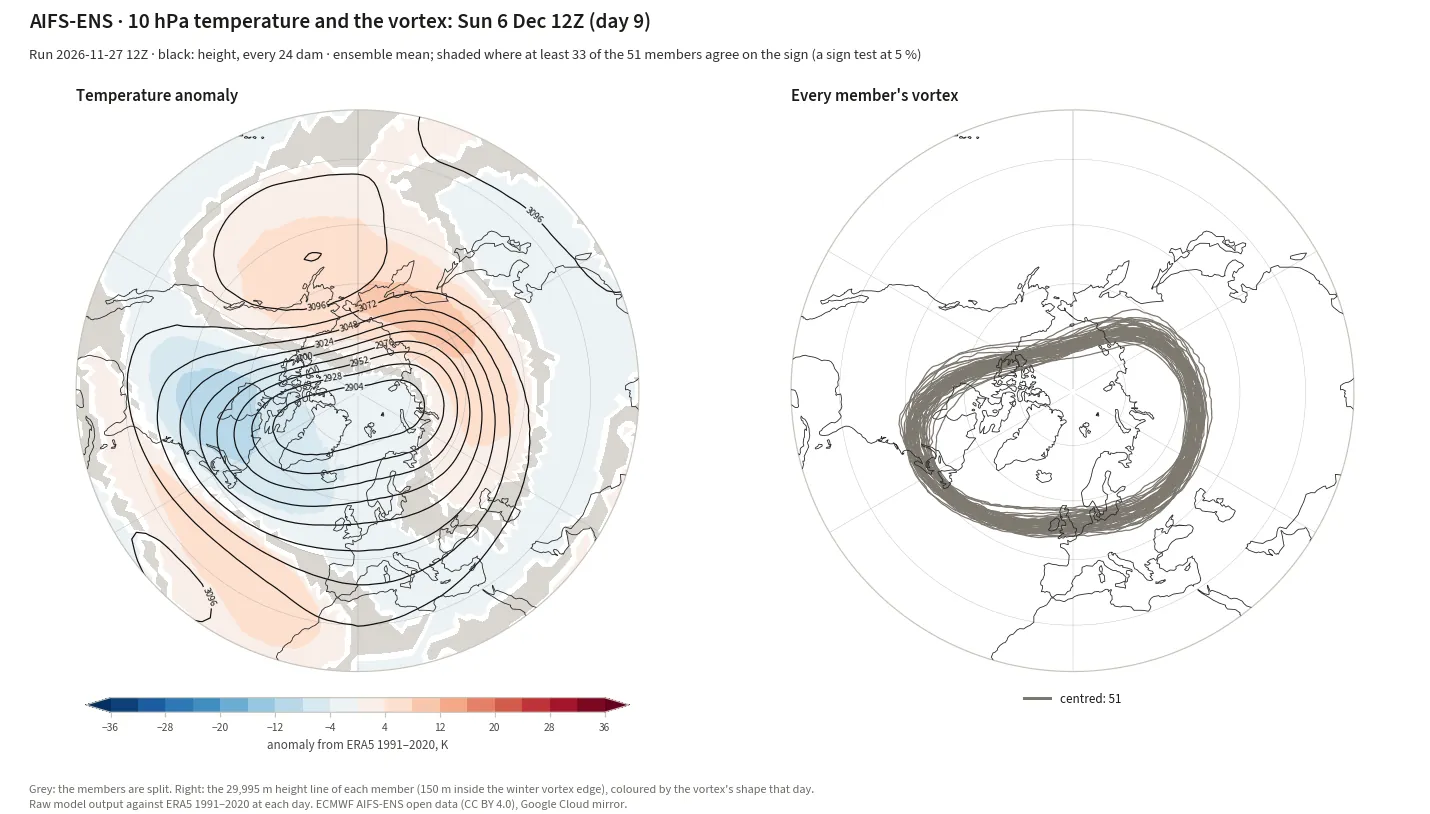 AIFS-ENS · 10 hPa temperature and the vortex: Sun 6 Dec 12Z (day 9)
Run 2026-11-27 12Z · black: height, every 24 dam · ensemble mean; shaded where at least 33 of the 51 members agree on the sign (a sign test at 5 %)
Temperature anomaly
Every member's vortex
3096
3096
3072
3048
3024
2976
2952
2928
2904
3096
−36
−28
−20
−12
−4
4
12
20
28
36
anomaly from ERA5 1991–2020, K
centred: 51
Grey: the members are split. Right: the 29,995 m height line of each member (150 m inside the winter vortex edge), coloured by the vortex's shape that day.
Raw model output against ERA5 1991–2020 at each day. ECMWF AIFS-ENS open data (CC BY 4.0), Google Cloud mirror.